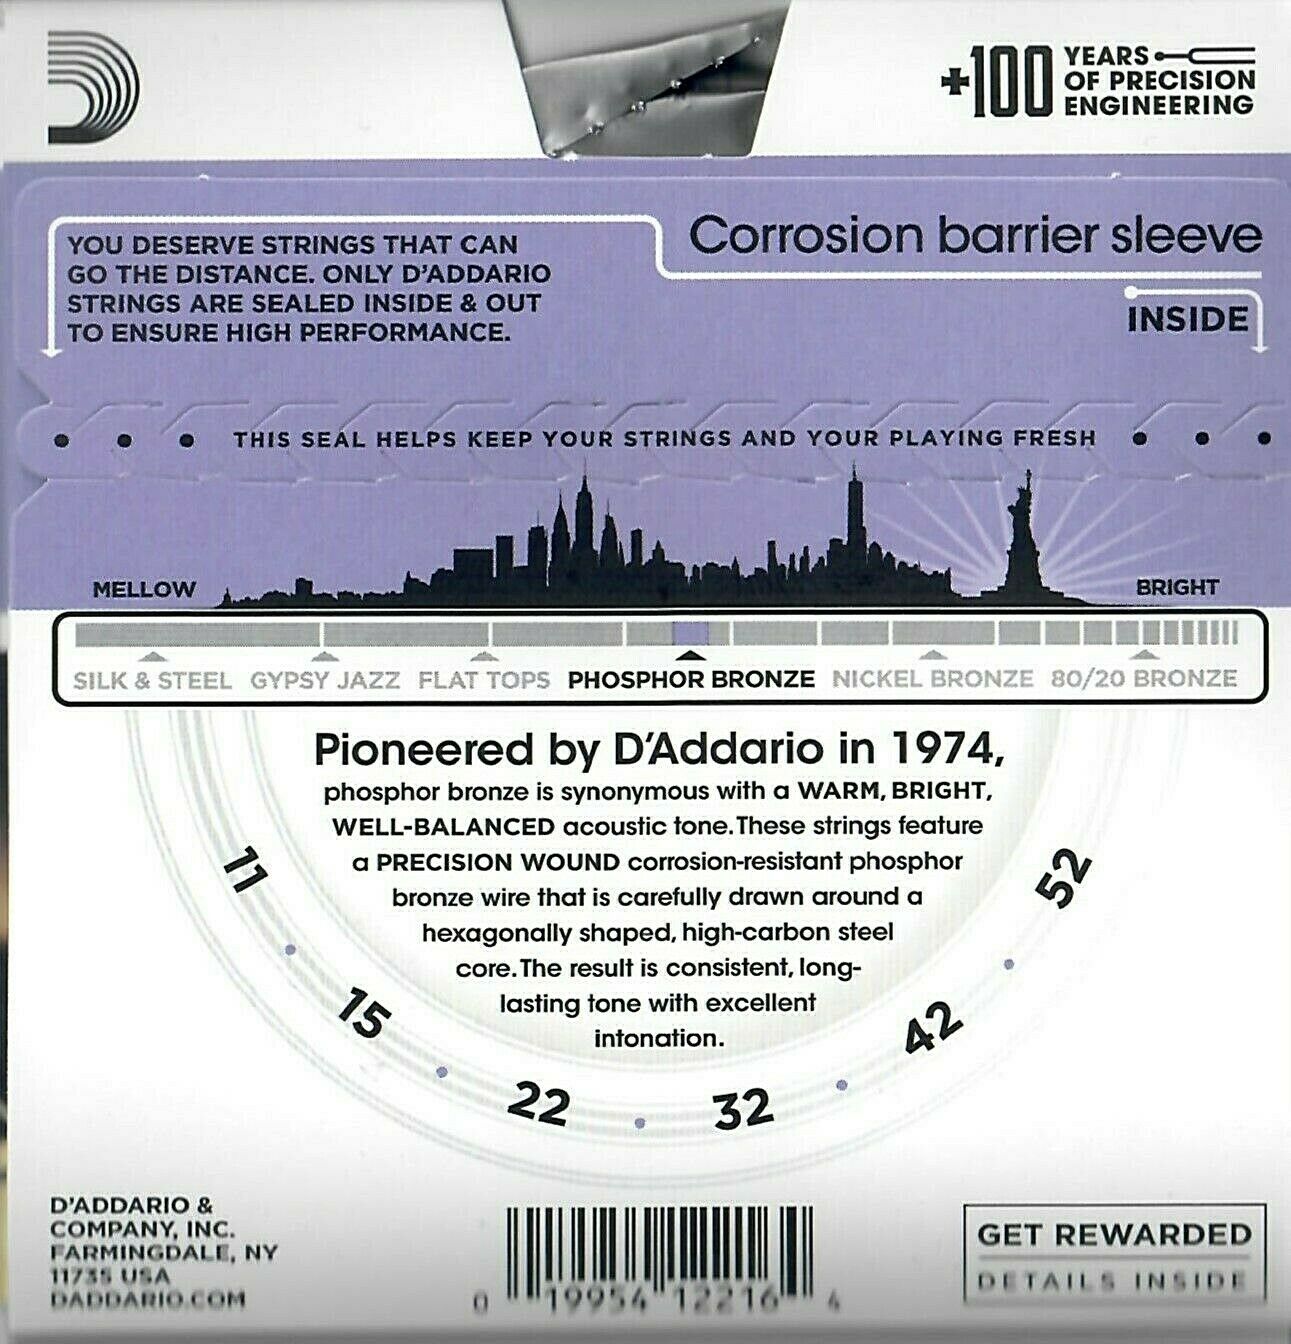 +100 YEARS
OF PRECISION
ENGINEERING
YOU DESERVE STRINGS THAT CAN
GO THE DISTANCE. ONLY D'ADDARIO
STRINGS ARE SEALED INSIDE & OUT
TO ENSURE HIGH PERFORMANCE.
Corrosion barrier sleeve
INSIDE
THIS SEAL HELPS KEEP YOUR STRINGS AND YOUR PLAYING FRESH
MELLOW
BRIGHT
SILK & STEEL GYPSY JAZZ FLAT TOPS PHOSPHOR BRONZE NICKEL BRONZE 80/20 BRONZE
Pioneered by D'Addario in 1974,
phosphor bronze is synonymous with a WARM, BRIGHT,
WELL-BALANCED acoustic tone. These strings feature
a PRECISION WOUND corrosion-resistant phosphor
bronze wire that is carefully drawn around a
hexagonally shaped, high-carbon steel
core. The result is consistent, long-
lasting tone with excellent
intonation.
11 • 15 • 22 • 32 • 42 • 52
D'ADDARIO &
COMPANY, INC.
FARMINGDALE, NY
11735 USA
DADDARIO.COM
0 19954 12216 4
GET REWARDED
DETAILS INSIDE